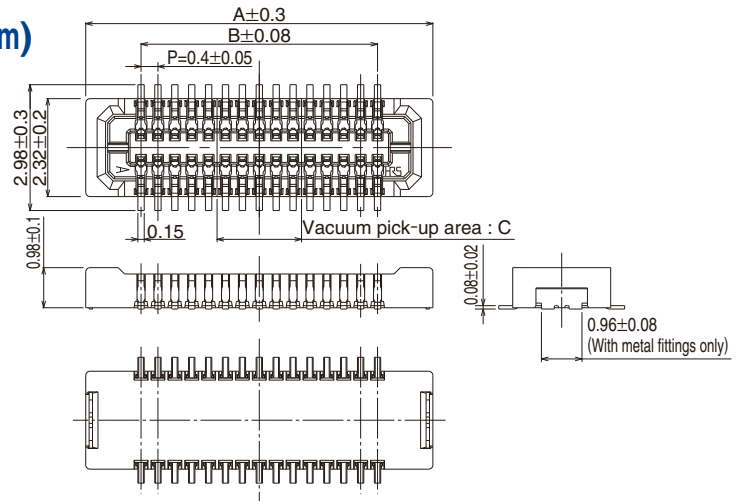 m)
A±0.3
B±0.08
P=0.4±0.05
2.98±0.3
2.32±0.2
A
HRS
0.15
Vacuum pick-up area : C
0.98±0.1
0.08±0.02
0.96±0.08
(With metal fittings only)